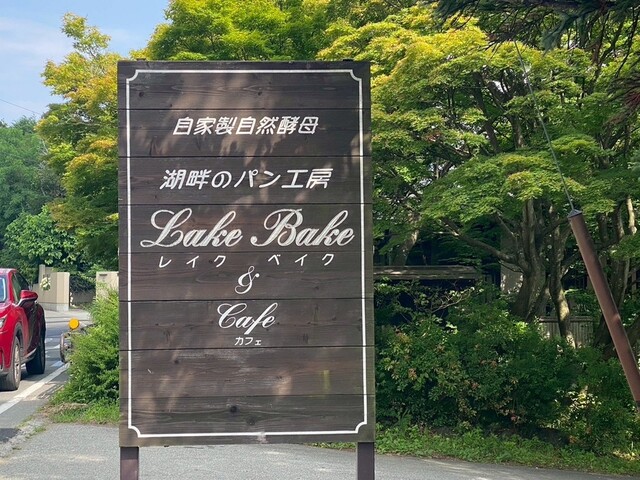 自家製自然酵母
湖畔のパン工房
Lake Bake
レイク ベイク
&
Cafe
カフェ